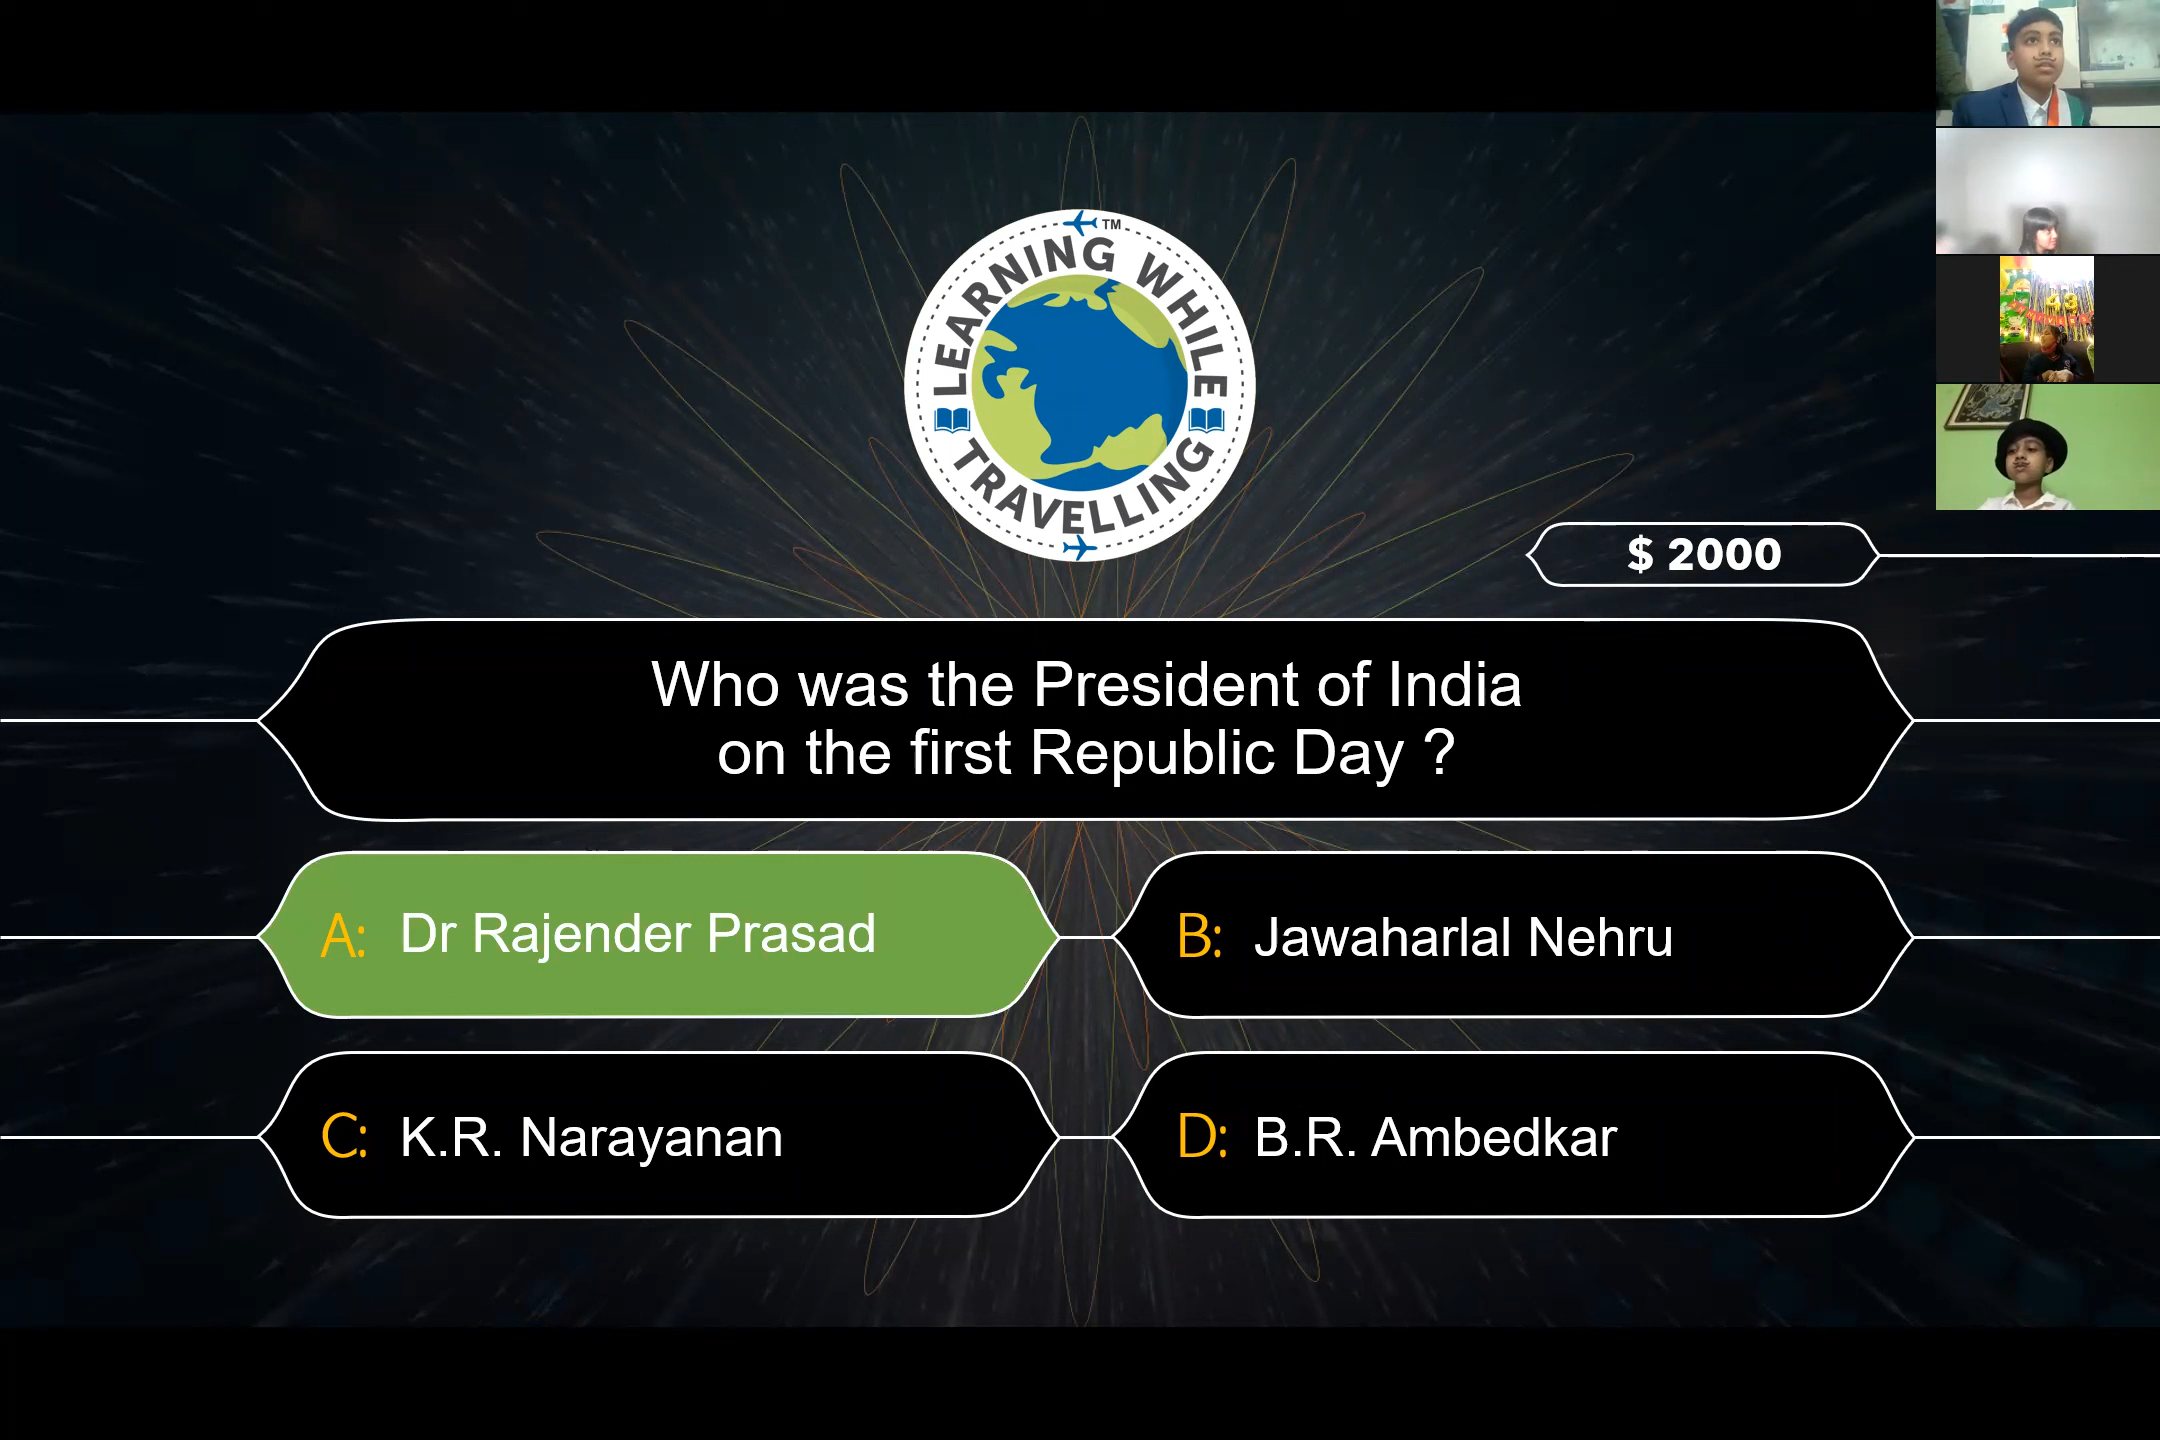 LEARNING WHILE
TRAVELLING
TM
43
$ 2000
Who was the President of India
on the first Republic Day ?
A: Dr Rajender Prasad
B: Jawaharlal Nehru
C: K.R. Narayanan
D: B.R. Ambedkar